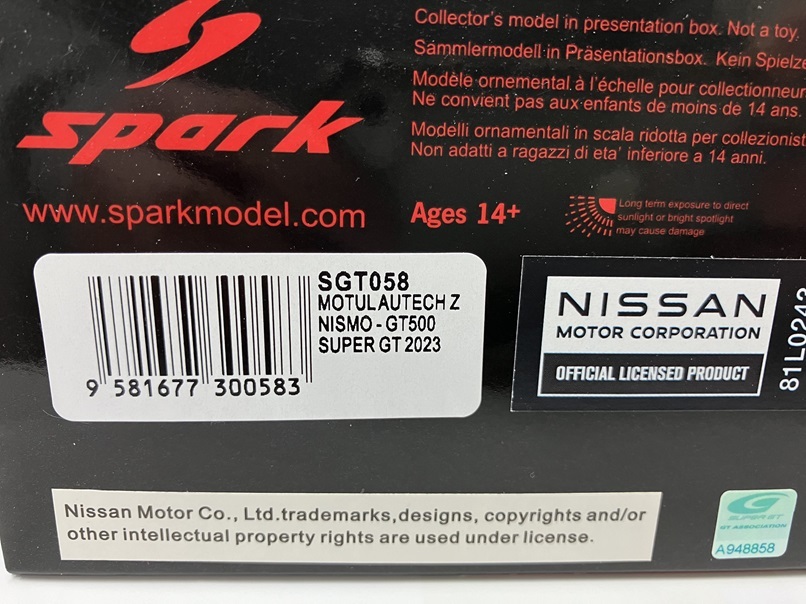 spark
www.sparkmodel.com
Collector's model in presentation box. Not a toy.
Sammlermodell in Präsentationsbox. Kein
Modèle ornemental à l'échelle pour collectionneur
Ne convient pas aux enfants de moins de 14 ans.
Modelli ornamentali in scala ridotta per
Non adatti a ragazzi di eta' inferiore a 14 anni.
Ages 14+
Long term exposure to direct
sunlight or bright spotlight
may cause damage
SGT058
MOTUL AUTECH Z
NISMO - GT500
SUPER GT 2023
9 581677 300583
NISSAN
MOTOR CORPORATION
OFFICIAL LICENSED PRODUCT
Nissan Motor Co., Ltd.trademarks,designs, copyrights and/or
other intellectual property rights are used under license.
SUPER GT
GT ASSOCIATION
A948858